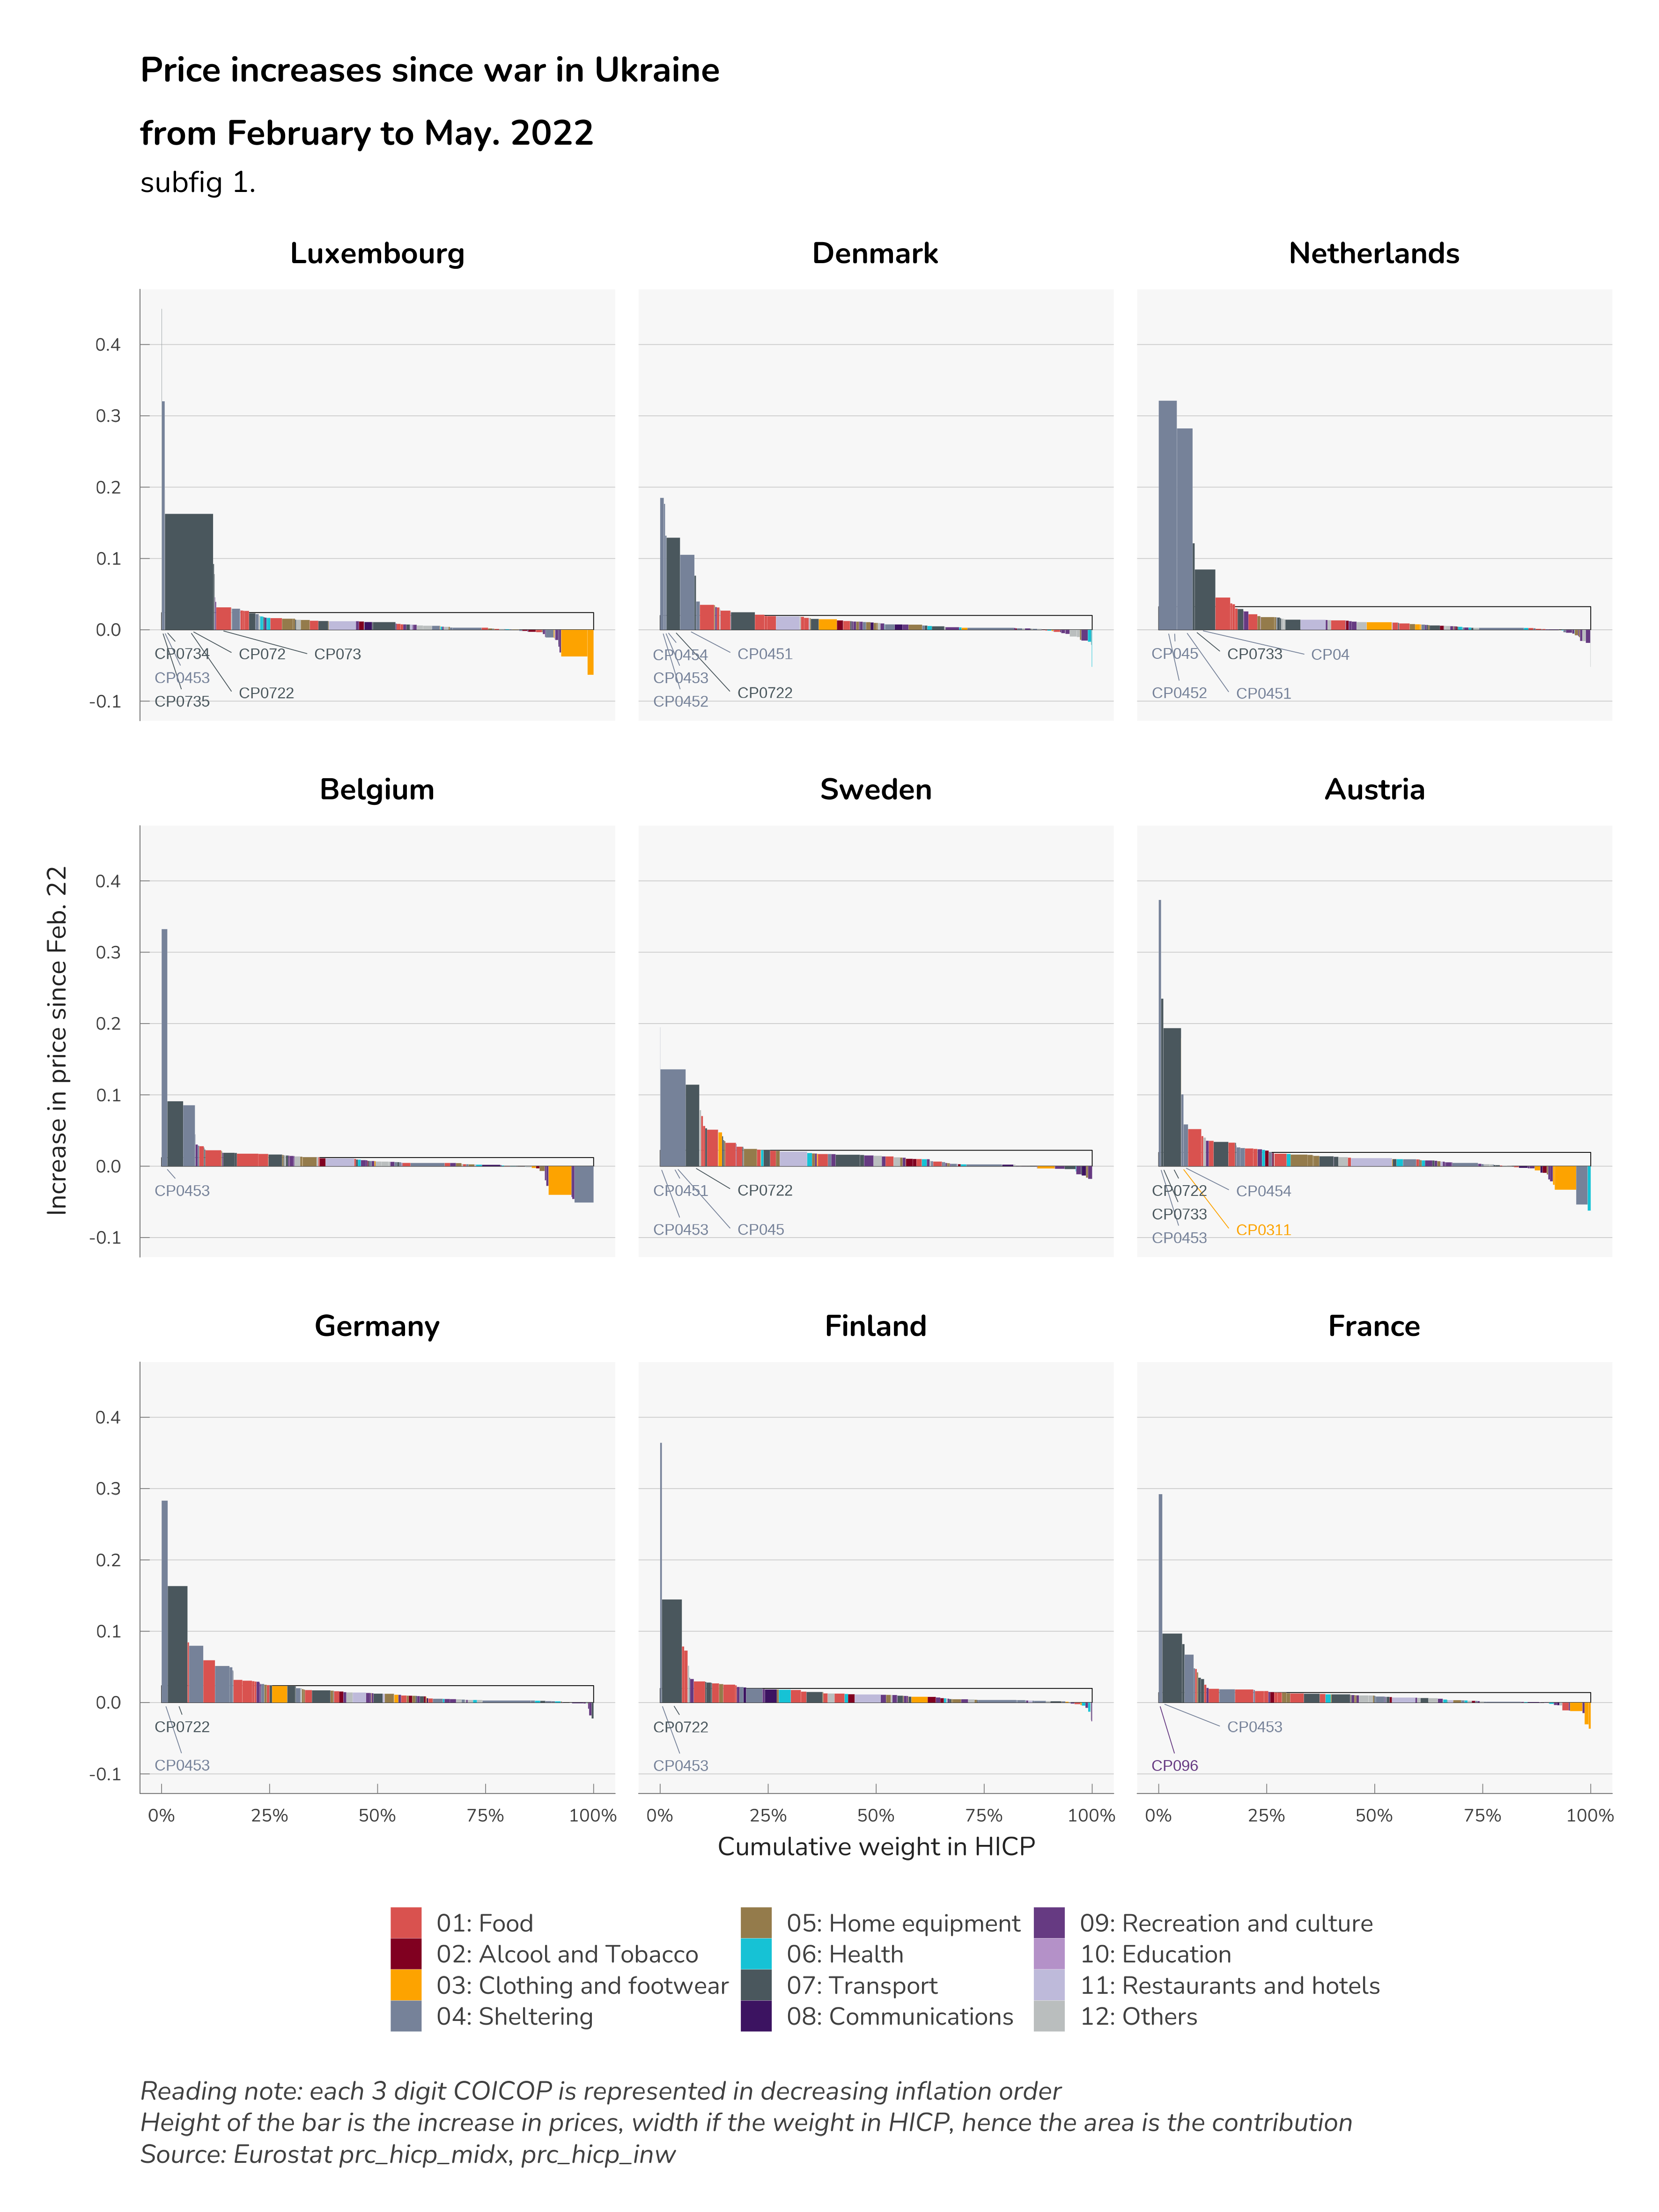 Price increases since war in Ukraine
from February to May. 2022
subfig 1.
Luxembourg
Denmark
Netherlands
0.4
0.3
0.2
0.1
0.0
-0.1
CP0734
CP072
CP073
CP0453
CP0722
CP0735
CP0454
CP0451
CP0453
CP0722
CP0452
CP045
CP0733
CP04
CP0452
CP0451
Belgium
Sweden
Austria
Increase in price since Feb. 22
0.4
0.3
0.2
0.1
0.0
-0.1
CP0453
CP0451
CP0722
CP0453
CP045
CP0722
CP0454
CP0733
CP0311
CP0453
Germany
Finland
France
0.4
0.3
0.2
0.1
0.0
-0.1
CP0722
CP0453
CP0722
CP0453
CP0453
CP096
0% 25% 50% 75% 100%
0% 25% 50% 75% 100%
0% 25% 50% 75% 100%
Cumulative weight in HICP
01: Food
02: Alcool and Tobacco
03: Clothing and footwear
04: Sheltering
05: Home equipment
06: Health
07: Transport
08: Communications
09: Recreation and culture
10: Education
11: Restaurants and hotels
12: Others
Reading note: each 3 digit COICOP is represented in decreasing inflation order
Height of the bar is the increase in prices, width if the weight in HICP, hence the area is the contribution
Source: Eurostat prc_hicp_midx, prc_hicp_inw